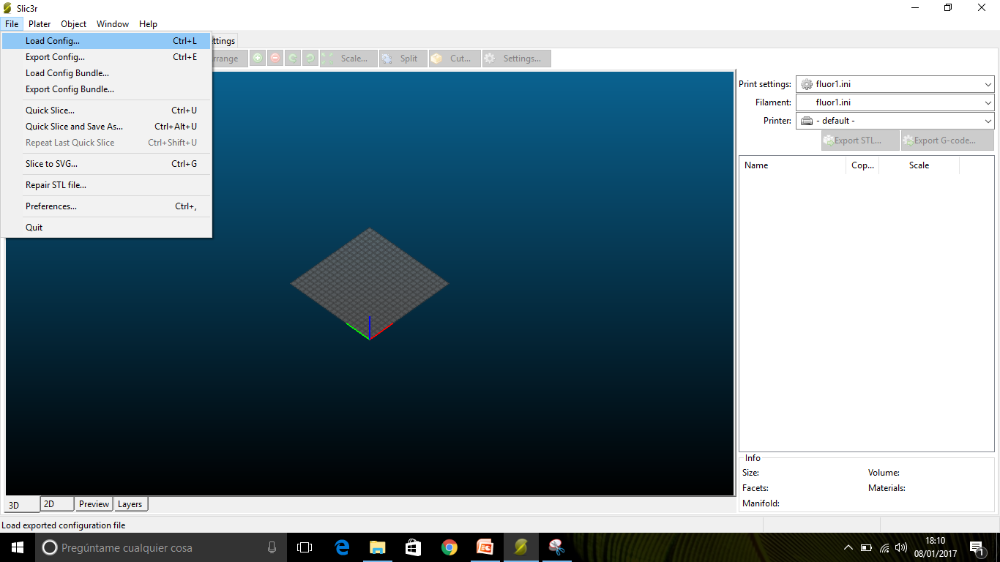 Slic3r
File Plater Object Window Help
Load Config... Ctrl+L
Export Config... Ctrl+E
Load Config Bundle...
Export Config Bundle...
Quick Slice... Ctrl+U
Quick Slice and Save As... Ctrl+Alt+U
Repeat Last Quick Slice Ctrl+Shift+U
Slice to SVG... Ctrl+G
Repair STL file...
Preferences... Ctrl+,
Quit
Scale... Split Cut... Settings...
Print settings: fluor1.ini
Filament: fluor1.ini
Printer: - default -
Export STL... Export G-code...
Name Cop... Scale
Info
Size: Volume:
Facets: Materials:
Manifold:
3D 2D Preview Layers
Load exported configuration file
Pregúntame cualquier cosa
18:10
08/01/2017
1